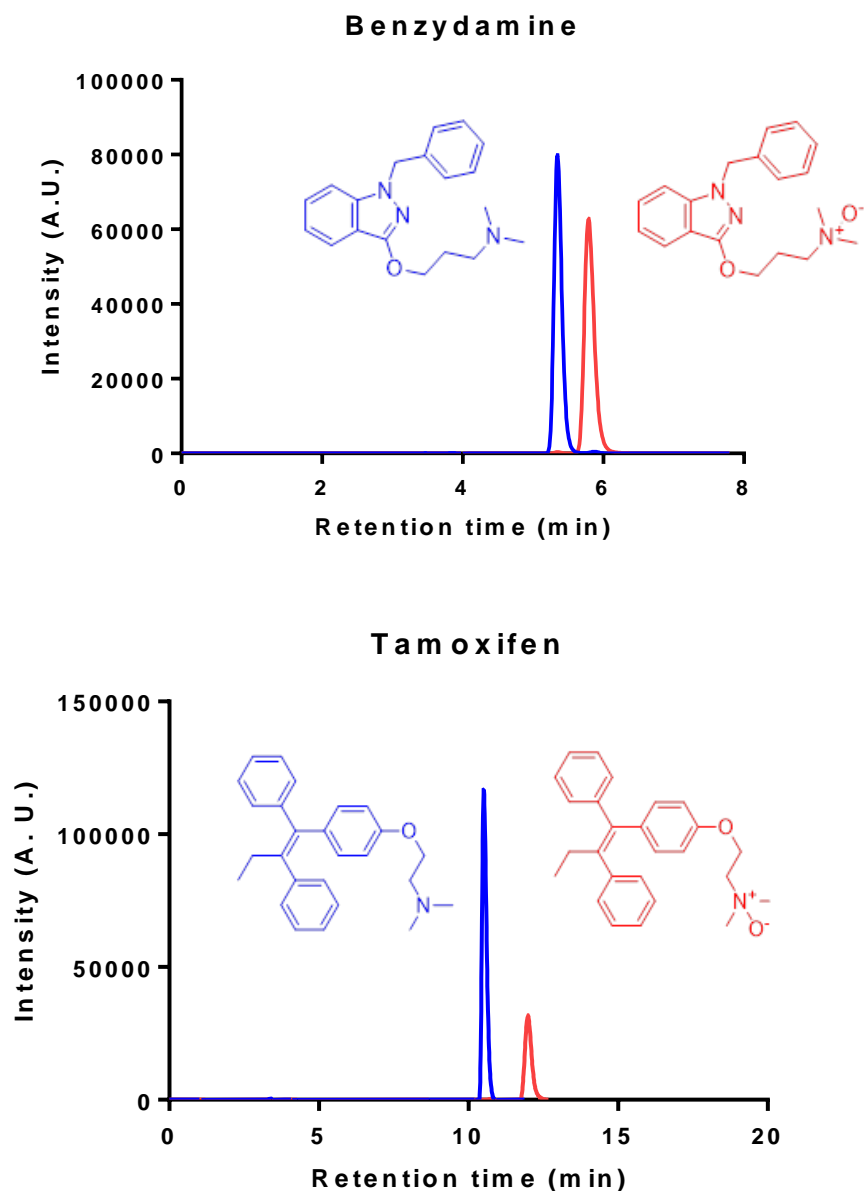 Benzydamine
Intensity (A.U.)
100000
80000
60000
40000
20000
0
N
N
O
N
N
N
O
N+
O-
0
2
4
6
8
Retention time (min)
Tamoxifen
Intensity (A. U.)
150000
100000
50000
0
O
N
O
N+
O-
0
5
10
15
20
Retention time (min)